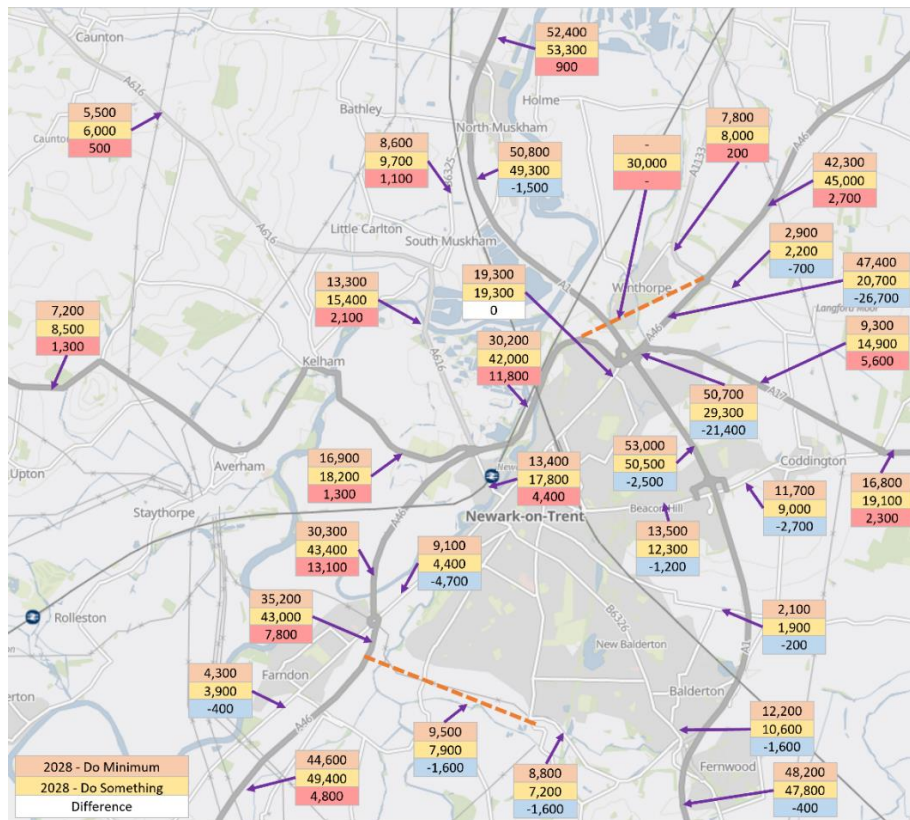 Caunton
A616
5,500
6,000
500
Caunton
52,400
53,300
900
Holme
Bathley
North Muskham
8,600
9,700
1,100
B6325
50,800
49,300
-1,500
-
30,000
-
7,800
8,000
200
A1133
A46
42,300
45,000
2,700
Little Carlton
South Muskham
A616
2,900
2,200
-700
47,400
20,700
-26,700
19,300
19,300
0
A1
Winthorpe
A46
Langford Moor
13,300
15,400
2,100
7,200
8,500
1,300
A616
Kelham
30,200
42,000
11,800
9,300
14,900
5,600
A17
50,700
29,300
-21,400
Upton
Averham
Staythorpe
16,900
18,200
1,300
Newa
13,400
17,800
4,400
Newark-on-Trent
53,000
50,500
-2,500
Beacon Hill
Coddington
11,700
9,000
-2,700
16,800
19,100
2,300
13,500
12,300
-1,200
A46
30,300
43,400
13,100
9,100
4,400
-4,700
Rolleston
35,200
43,000
7,800
B6326
New Balderton
2,100
1,900
-200
A1
Farndon
4,300
3,900
-400
A46
Balderton
9,500
7,900
-1,600
8,800
7,200
-1,600
12,200
10,600
-1,600
Fernwood
44,600
49,400
4,800
48,200
47,800
-400
2028 - Do Minimum
2028 - Do Something
Difference